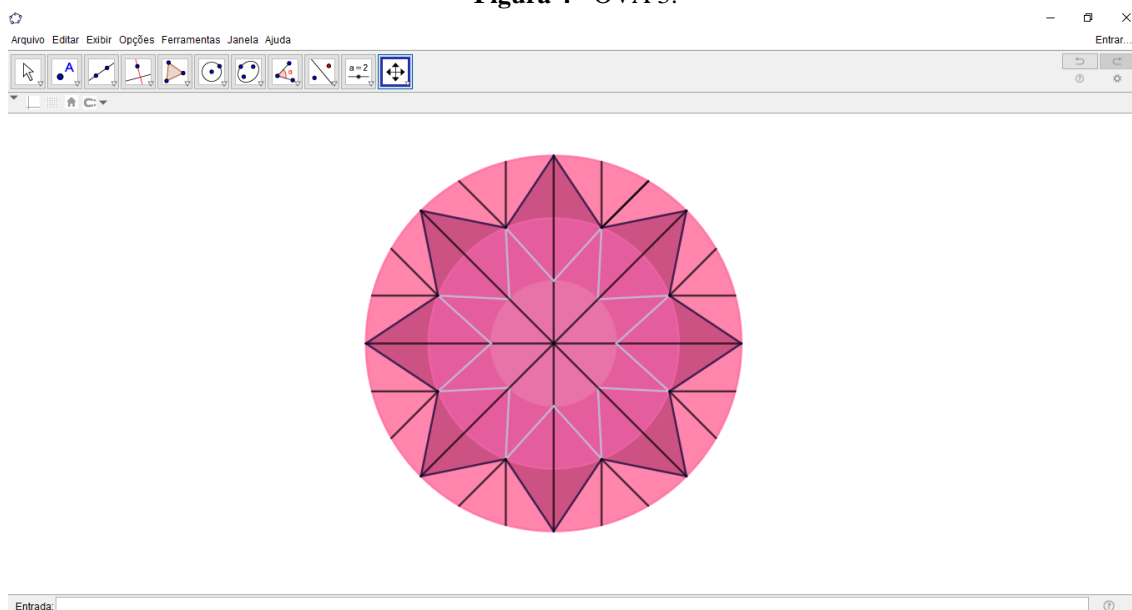 Figura 4 - OVA 3.
Arquivo Editar Exibir Opções Ferramentas Janela Ajuda
Entrar...
A
α
a=2
Entrada: